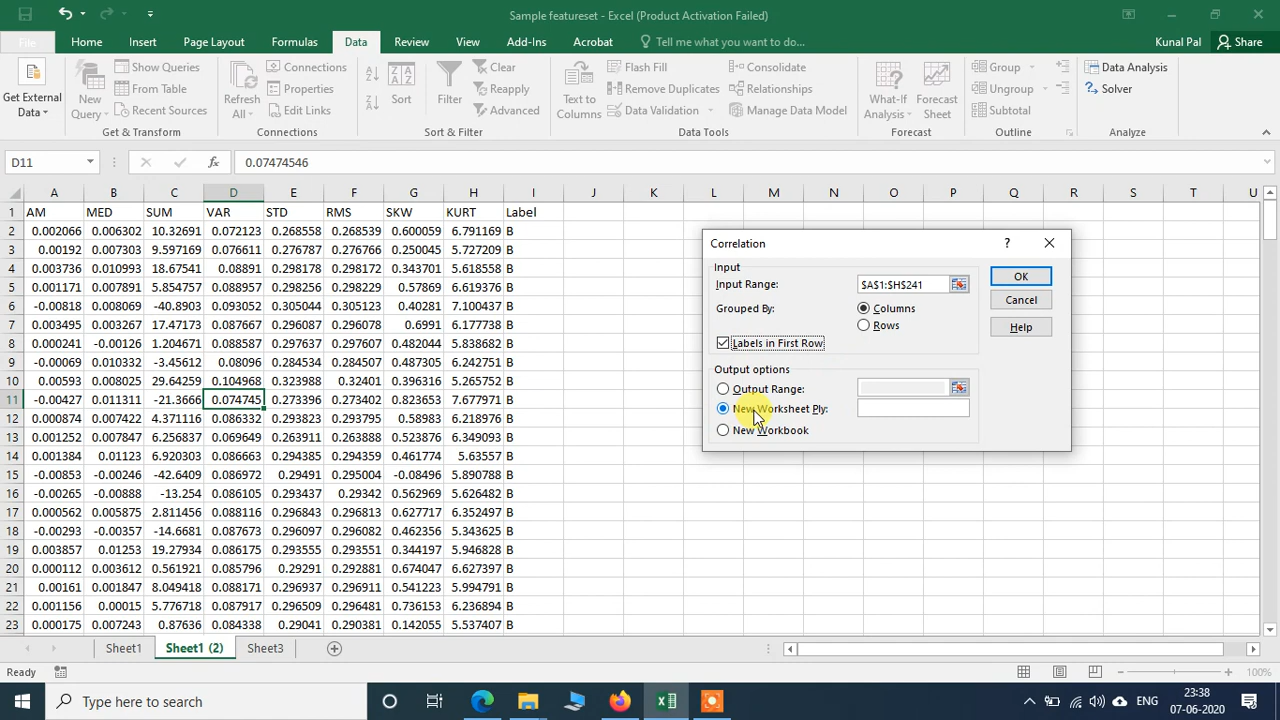 Sample featureset - Excel (Product Activation Failed)
File Home Insert Page Layout Formulas Data Review View Add-Ins Acrobat Tell me what you want to do... Kunal Pal Share
Get External Data
New Query
Show Queries
From Table
Recent Sources
Get & Transform
Refresh All
Connections
Properties
Edit Links
Connections
Sort
Filter
Clear
Reapply
Advanced
Sort & Filter
Text to Columns
Flash Fill
Remove Duplicates
Data Validation
Consolidate
Relationships
Manage Data Model
Data Tools
What-If Analysis
Forecast Sheet
Forecast
Group
Ungroup
Subtotal
Outline
Data Analysis
Solver
Analyze
D11 fx 0.07474546
A B C D E F G H I J K L M N O P Q R S T U
1 AM MED SUM VAR STD RMS SKW KURT Label
2 0.002066 0.006302 10.32691 0.072123 0.268558 0.268539 0.600059 6.791169 B
3 0.00192 0.007303 9.597169 0.076611 0.276787 0.276766 0.250045 5.727209 B
4 0.003736 0.010993 18.67541 0.08891 0.298178 0.298172 0.343701 5.618558 B
5 0.001171 0.007891 5.854757 0.088957 0.298256 0.298229 0.57869 6.619376 B
6 -0.00818 0.008069 -40.8903 0.093052 0.305044 0.305123 0.40281 7.100437 B
7 0.003495 0.003267 17.47173 0.087667 0.296087 0.296078 0.6991 6.177738 B
8 0.000241 -0.00126 1.204671 0.088587 0.297637 0.297607 0.482044 5.838682 B
9 -0.00069 0.010332 -3.45612 0.08096 0.284534 0.284507 0.487305 6.242751 B
10 0.00593 0.008025 29.64259 0.104968 0.323988 0.32401 0.396316 5.265752 B
11 -0.00427 0.011311 -21.3666 0.074745 0.273396 0.273402 0.823653 7.677971 B
12 0.000874 0.007422 4.371116 0.086332 0.293823 0.293795 0.58983 6.218976 B
13 0.001252 0.007847 6.256837 0.069649 0.263911 0.263888 0.523876 6.349093 B
14 0.001384 0.01123 6.920303 0.086663 0.294385 0.294359 0.461774 5.63557 B
15 -0.00853 -0.00246 -42.6409 0.086972 0.29491 0.295004 -0.08496 5.890788 B
16 -0.00265 -0.00888 -13.254 0.086105 0.293437 0.29342 0.562969 5.626482 B
17 0.000562 0.005875 2.811456 0.088116 0.296843 0.296813 0.627717 6.352497 B
18 -0.00293 -0.00357 -14.6681 0.087673 0.296096 0.296082 0.462356 5.343625 B
19 0.003857 0.01253 19.27934 0.086175 0.293555 0.293551 0.344197 5.946828 B
20 0.000112 0.003612 0.561921 0.085796 0.29291 0.292881 0.674047 6.627397 B
21 0.00161 0.001847 8.049418 0.088171 0.296937 0.296911 0.541223 5.994791 B
22 0.001156 0.00015 5.776718 0.087917 0.296509 0.296481 0.736153 6.236894 B
23 0.000175 0.007243 0.87636 0.084338 0.29041 0.290381 0.142055 5.537407 B
Correlation ?
Input
Input Range: $A$1:$H$241
Grouped By: Columns
Rows
Labels in First Row
Output options
Output Range:
New Worksheet Ply:
New Workbook
OK
Cancel
Help
Sheet1 Sheet1 (2) Sheet3
Ready 100%
Type here to search ENG 23:38
07-06-2020